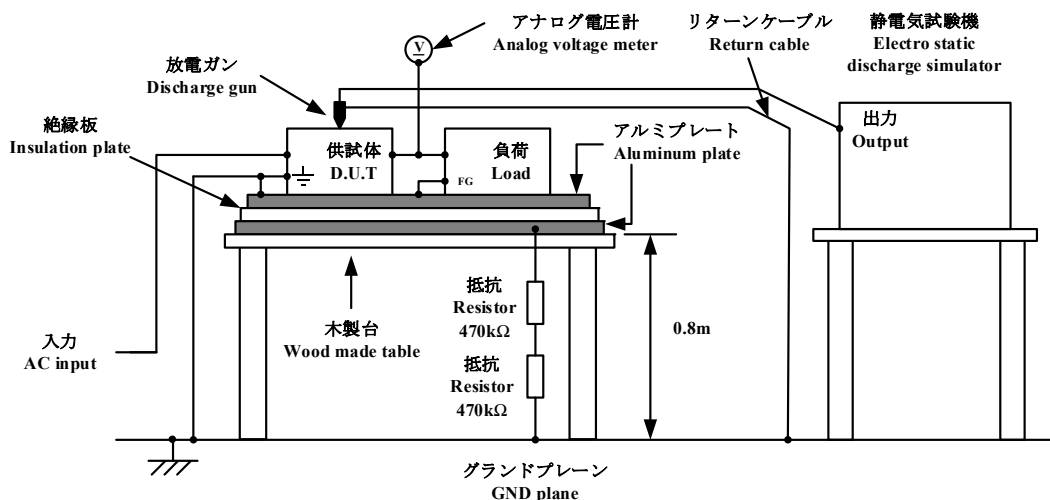 アナログ電圧計
Analog voltage meter
リターンケーブル
Return cable
静電気試験機
Electro static
discharge simulator
V
放電ガン
Discharge gun
絶縁板
Insulation plate
供試体
D.U.T
負荷
Load
FG
アルミプレート
Aluminum plate
出力
Output
抵抗
Resistor
470kΩ
木製台
Wood made table
0.8m
入力
AC input
抵抗
Resistor
470kΩ
グランドプレーン
GND plane